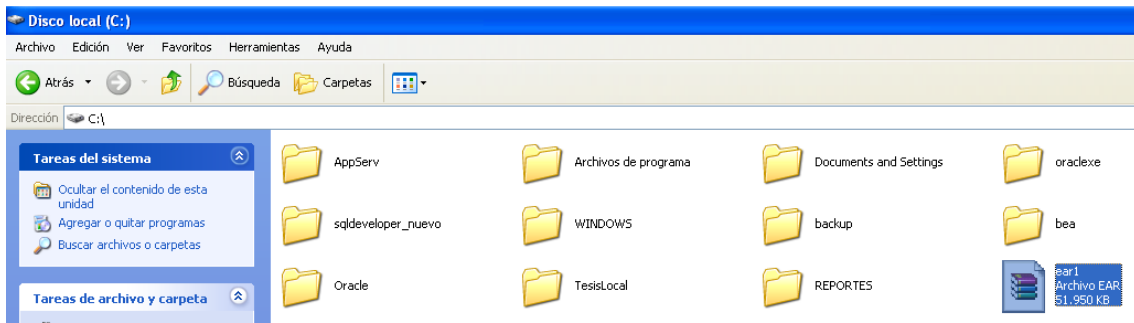 Disco local (C:)
Archivo Edición Ver Favoritos Herramientas Ayuda
Atrás Búsqueda Carpetas
Dirección C:\
Tareas del sistema
Ocultar el contenido de esta
unidad
Agregar o quitar programas
Buscar archivos o carpetas
Tareas de archivo y carpeta
AppServ Archivos de programa Documents and Settings oraclexe
sqldeveloper_nuevo WINDOWS backup bea
Oracle TesisLocal REPORTES ear1
Archivo EAR
51.950 KB